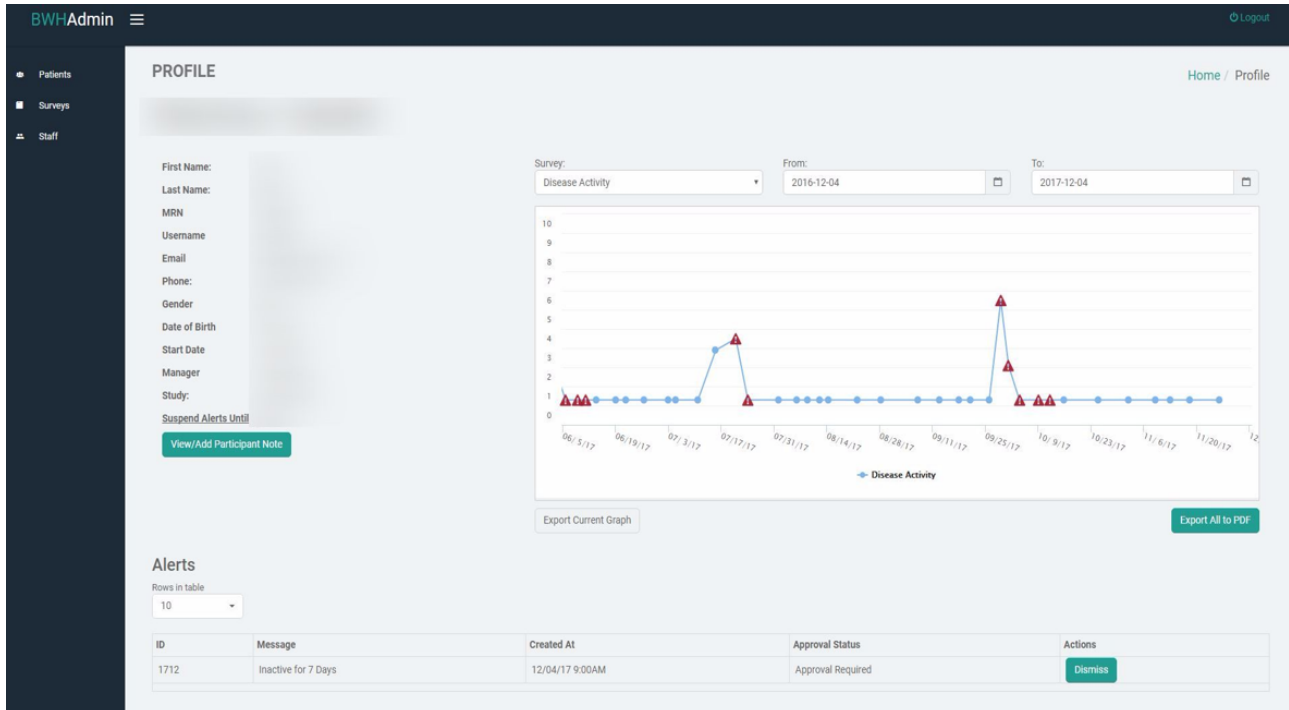 BWHAdmin
Logout
Patients
Surveys
Staff
PROFILE
Home / Profile
First Name:
Last Name:
MRN
Username
Email
Phone:
Gender
Date of Birth
Start Date
Manager
Study:
Suspend Alerts Until
View/Add Participant Note
Survey:
Disease Activity
From:
2016-12-04
To:
2017-12-04
10
9
8
7
6
5
4
3
2
1
0
06/ 5/17
06/19/17
07/ 3/17
07/17/17
07/31/17
08/14/17
08/28/17
09/11/17
09/25/17
10/ 9/17
10/23/17
11/ 6/17
11/20/17
12
Disease Activity
Export Current Graph
Export All to PDF
Alerts
Rows in table
10
ID Message Created At Approval Status Actions
1712 Inactive for 7 Days 12/04/17 9:00AM Approval Required Dismiss